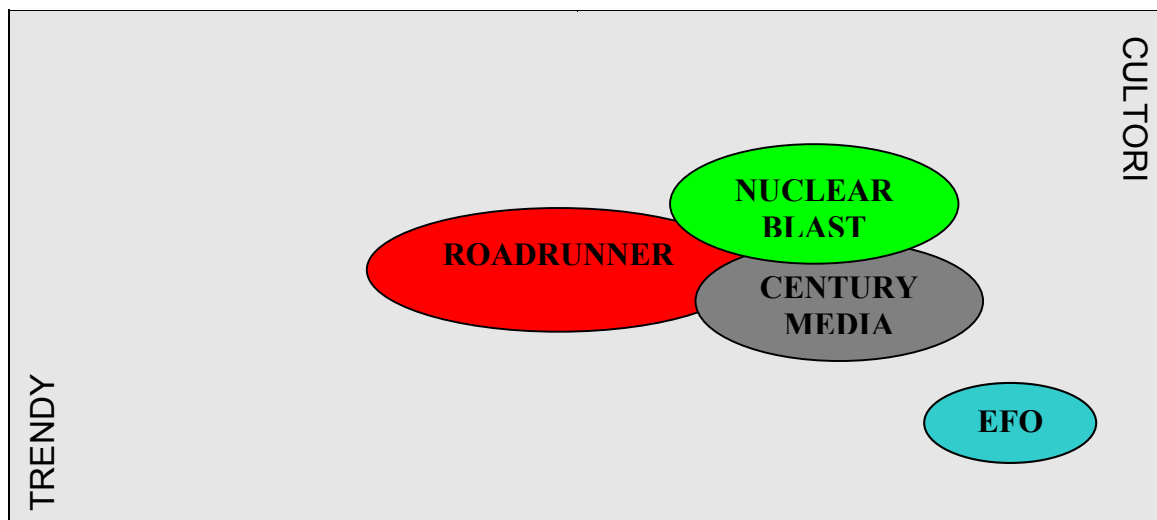 CULTORI
NUCLEAR
BLAST
ROADRUNNER
CENTURY
MEDIA
TRENDY
EFO